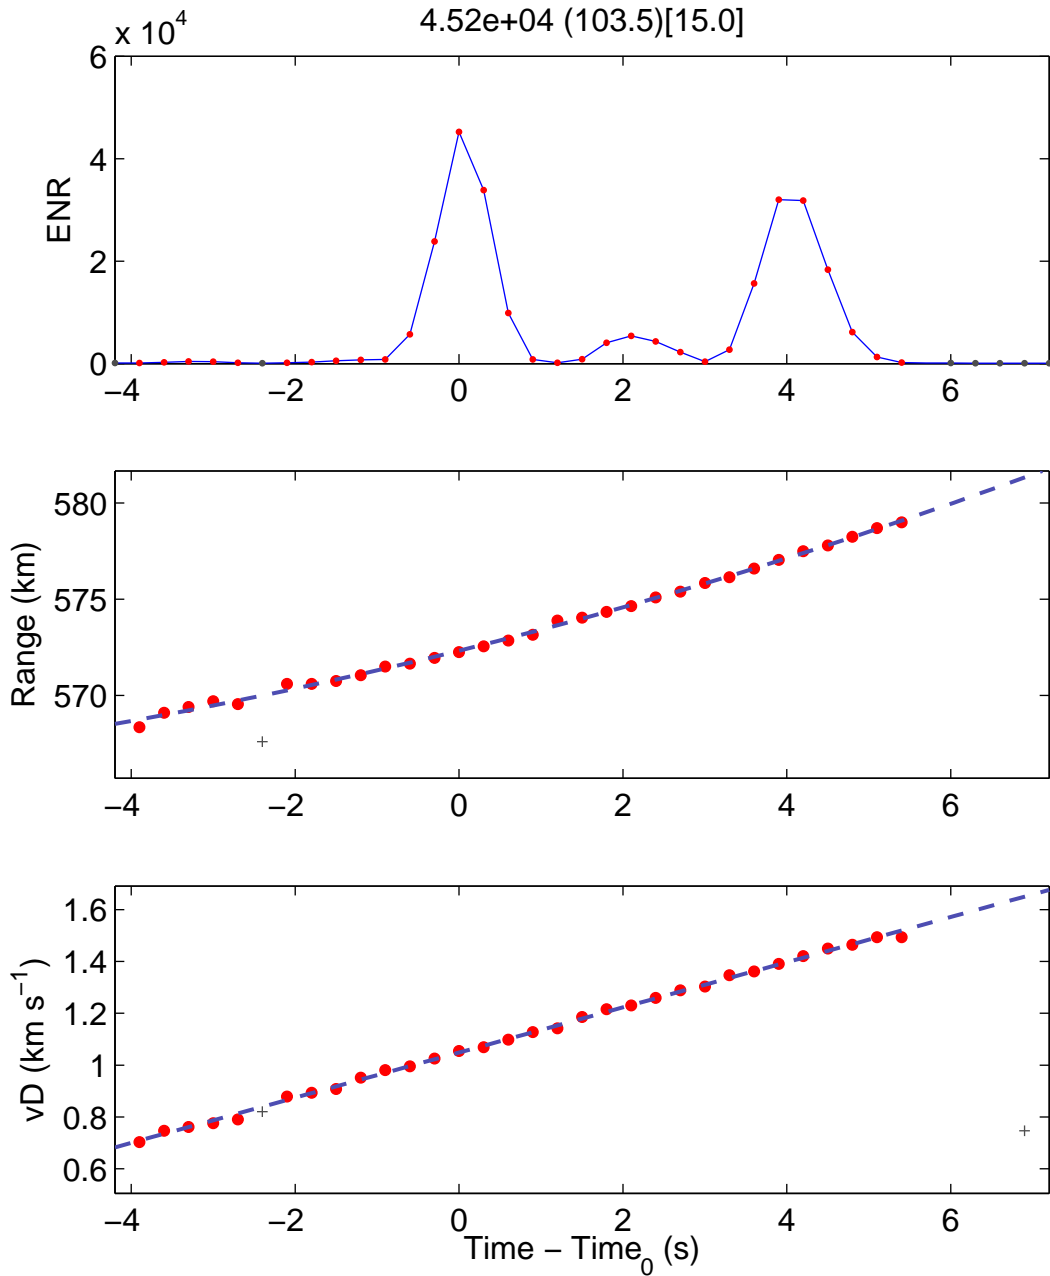 4.52e+04 (103.5)[15.0]
x 10^4
6
4
2
0
ENR
−4 −2 0 2 4 6
580
575
570
Range (km)
−4 −2 0 2 4 6
1.6
1.4
1.2
1
0.8
0.6
vD (km s^−1)
−4 −2 0 2 4 6
Time − Time_0 (s)